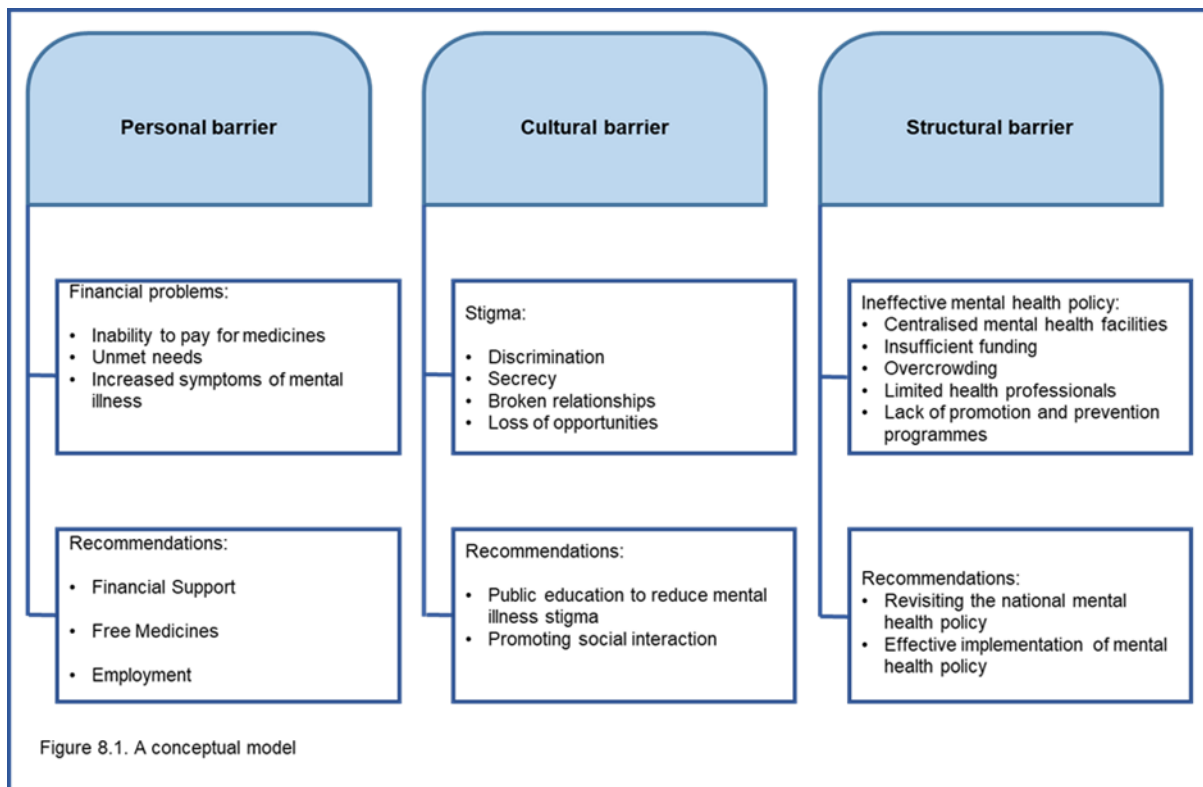 Personal barrier
Financial problems:
• Inability to pay for medicines
• Unmet needs
• Increased symptoms of mental
illness
Recommendations:
• Financial Support
• Free Medicines
• Employment
Cultural barrier
Stigma:
• Discrimination
• Secrecy
• Broken relationships
• Loss of opportunities
Recommendations:
• Public education to reduce mental
illness stigma
• Promoting social interaction
Structural barrier
Ineffective mental health policy:
• Centralised mental health facilities
• Insufficient funding
• Overcrowding
• Limited health professionals
• Lack of promotion and prevention
programmes
Recommendations:
• Revisiting the national mental
health policy
• Effective implementation of mental
health policy
Figure 8.1. A conceptual model